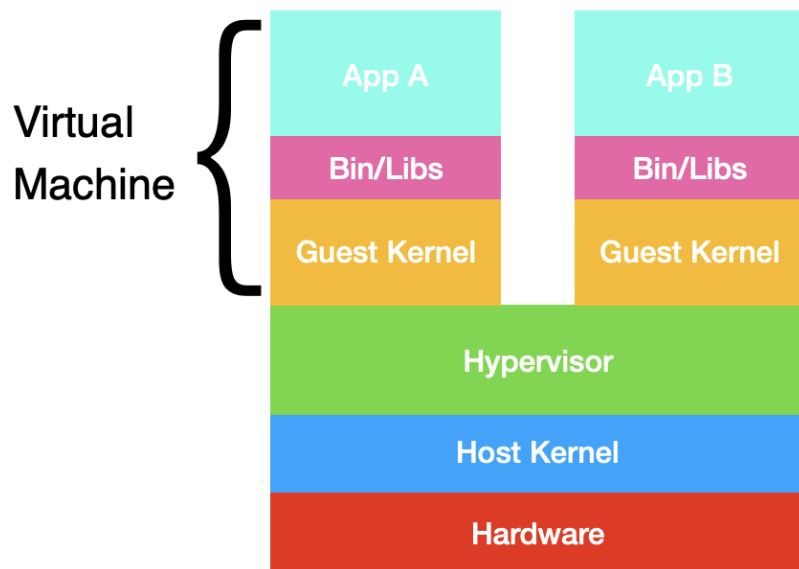 Virtual
Machine
App A
App B
Bin/Libs
Bin/Libs
Guest Kernel
Guest Kernel
Hypervisor
Host Kernel
Hardware